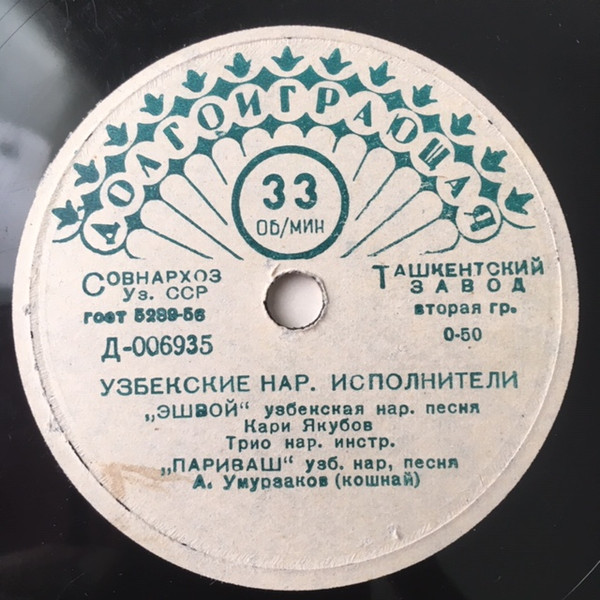 ДОЛГОИГРАЮЩАЯ
33
ОБ/МИН
СОВНАРХОЗ
Уз. ССР
ГОСТ 5289-56
Д-006935
ТАШКЕНТСКИЙ
ЗАВОД
вторая гр.
0-50
УЗБЕКСКИЕ НАР. ИСПОЛНИТЕЛИ
„ЭШВОЙ“ узбекская нар. песня
Кари Якубов
Трио нар. инстр.
„ПАРИВАШ“ узб. нар, песня
А. Умурзаков (кошнай)